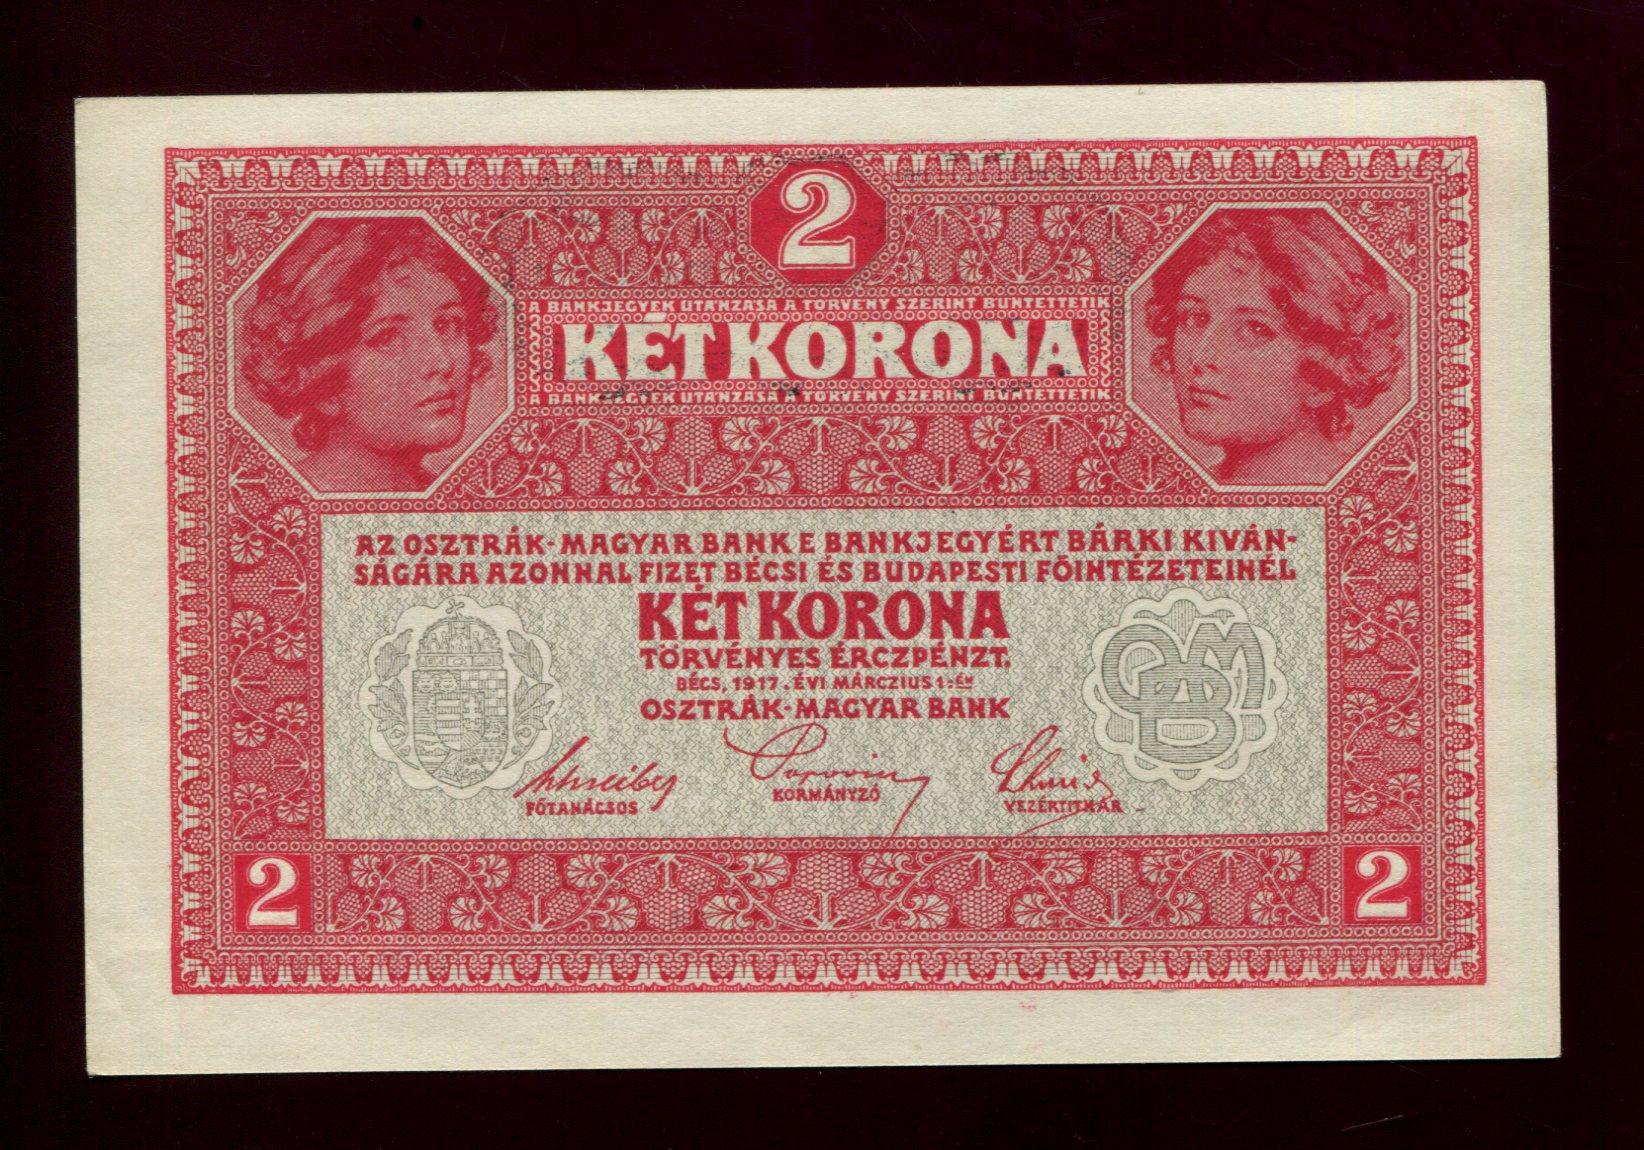 2
A BANKJEGYEK UTÁNZÁSA A TÖRVÉNY SZERINT BÜNTETTETIK
KÉT KORONA
A BANKJEGYEK UTÁNZÁSA A TÖRVÉNY SZERINT BÜNTETTETIK
AZ OSZTRÁK-MAGYAR BANK E BANKJEGYÉRT BÁRKI KIVÁN-
SÁGÁRA AZONNAL FIZET BÉCSI ÉS BUDAPESTI FŐINTÉZETEINÉL
KÉT KORONA
TÖRVÉNYES ÉRCZPÉNZT.
BÉCS, 1917. ÉVI MÁRCZIUS 1-ÉN
OSZTRÁK-MAGYAR BANK
FŐTANÁCSOS KORMÁNYZÓ VEZÉRTITKÁR
2 2